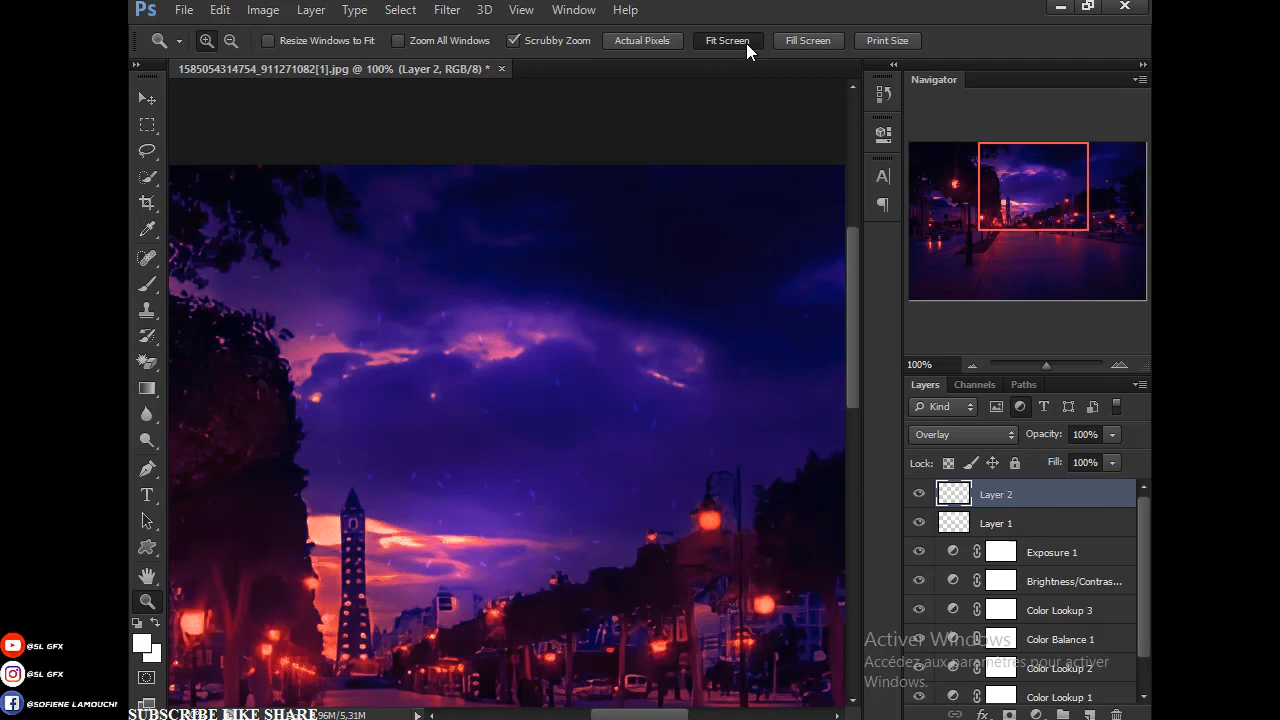 Ps File Edit Image Layer Type Select Filter 3D View Window Help
Resize Windows to Fit Zoom All Windows Scrubby Zoom Actual Pixels Fit Screen Fill Screen Print Size
1585054314754_911271082[1].jpg @ 100% (Layer 2, RGB/8) * ×
Navigator
100%
Layers Channels Paths
Kind
Overlay Opacity: 100%
Lock: Fill: 100%
Layer 2
Layer 1
Exposure 1
Brightness/Contras...
Color Lookup 3
Color Balance 1
Color Lookup 2
Color Lookup 1
Activer Windows
Accédez aux paramètres pour activer
Windows.
@SL GFX
@SL GFX
@SOFIENE LAMOUCHI
SUBSCRIBE LIKE SHARE
96M/5,31M